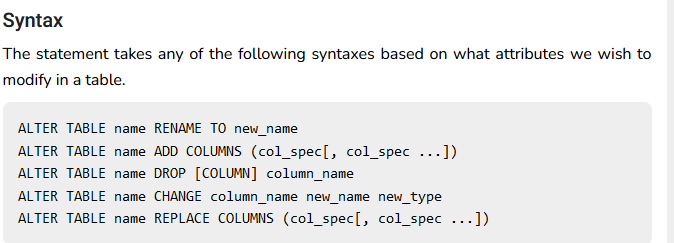 Syntax
The statement takes any of the following syntaxes based on what attributes we wish to
modify in a table.
ALTER TABLE name RENAME TO new_name
ALTER TABLE name ADD COLUMNS (col_spec[, col_spec ...])
ALTER TABLE name DROP [COLUMN] column_name
ALTER TABLE name CHANGE column_name new_name new_type
ALTER TABLE name REPLACE COLUMNS (col_spec[, col_spec ...])